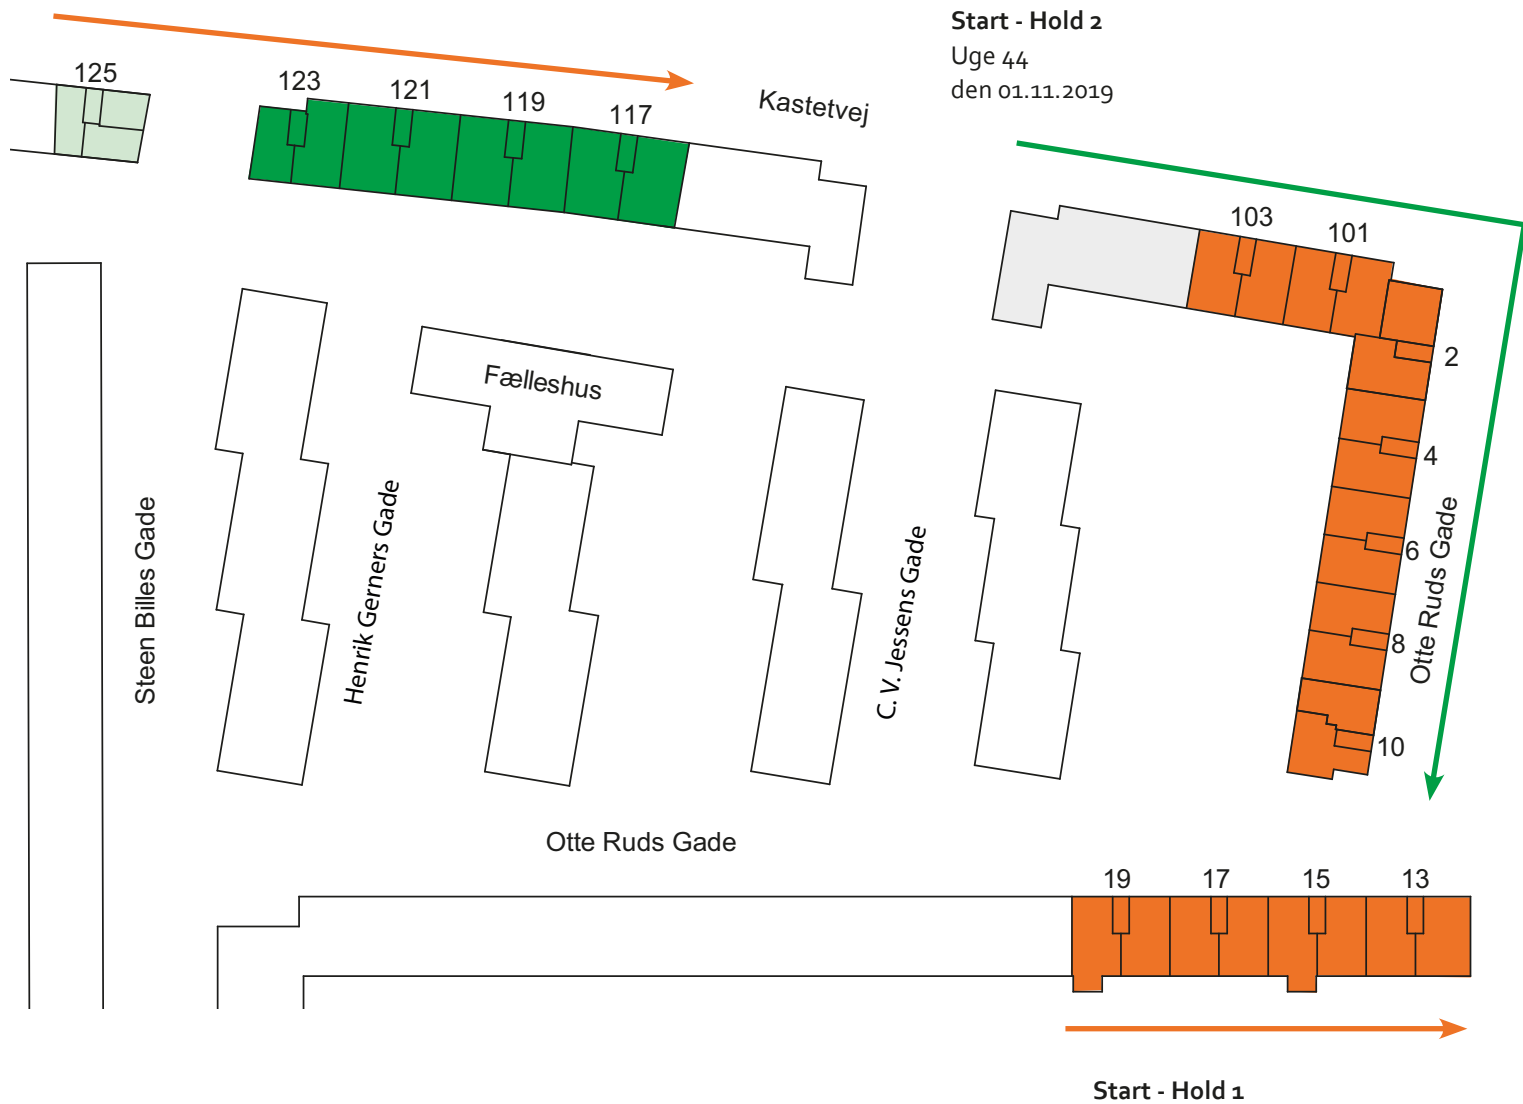 Start - Hold 2
Uge 44
den 01.11.2019
125
123
121
119
117
Kastetvej
103
101
2
4
6
8
10
Fælleshus
Steen Billes Gade
Henrik Gerners Gade
C. V. Jessens Gade
Otte Ruds Gade
Otte Ruds Gade
19
17
15
13
Start - Hold 1